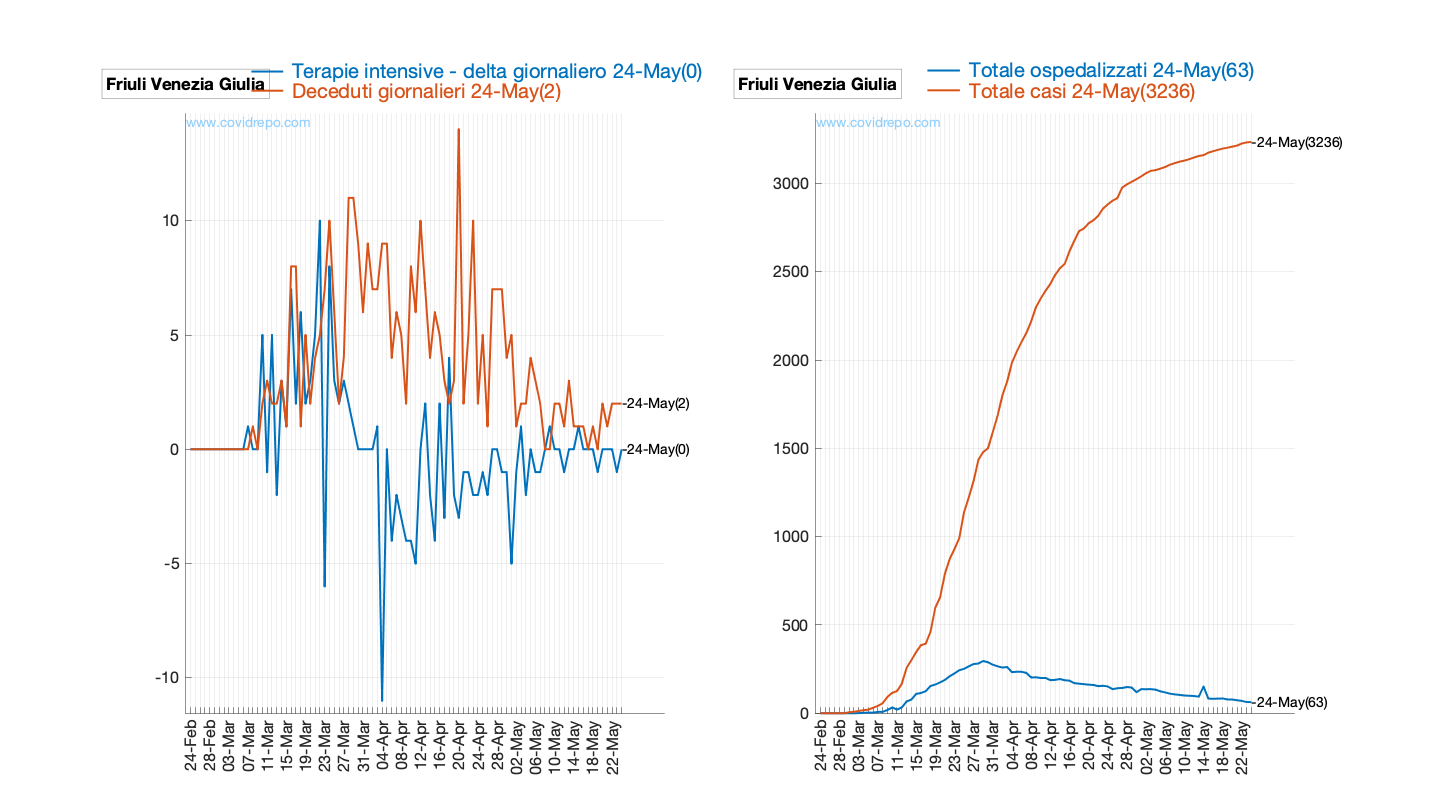 Friuli Venezia Giulia
Terapie intensive - delta giornaliero 24-May(0)
Deceduti giornalieri 24-May(2)
www.covidrepo.com
10
5
0
-5
-10
-24-May(2)
-24-May(0)
24-Feb
28-Feb
03-Mar
07-Mar
11-Mar
15-Mar
19-Mar
23-Mar
27-Mar
31-Mar
04-Apr
08-Apr
12-Apr
16-Apr
20-Apr
24-Apr
28-Apr
02-May
06-May
10-May
14-May
18-May
22-May
Friuli Venezia Giulia
Totale ospedalizzati 24-May(63)
Totale casi 24-May(3236)
www.covidrepo.com
3000
2500
2000
1500
1000
500
0
-24-May(3236)
-24-May(63)
24-Feb
28-Feb
03-Mar
07-Mar
11-Mar
15-Mar
19-Mar
23-Mar
27-Mar
31-Mar
04-Apr
08-Apr
12-Apr
16-Apr
20-Apr
24-Apr
28-Apr
02-May
06-May
10-May
14-May
18-May
22-May